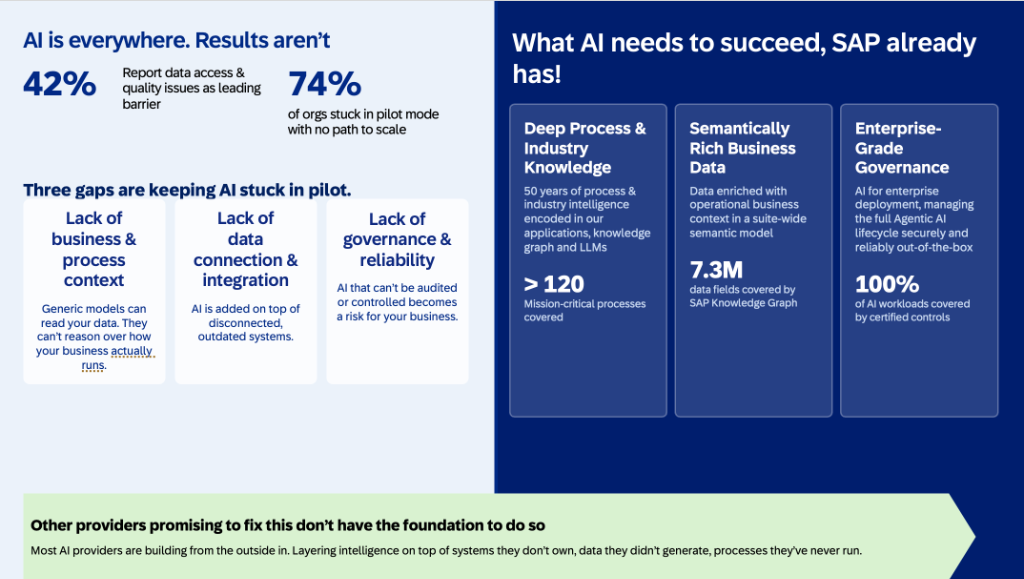 AI is everywhere. Results aren't
42%
Report data access &
quality issues as leading
barrier
74%
of orgs stuck in pilot mode
with no path to scale
Three gaps are keeping AI stuck in pilot.
Lack of
business &
process
context
Generic models can
read your data. They
can't reason over how
your business actually
runs.
Lack of
data
connection &
integration
AI is added on top of
disconnected,
outdated systems.
Lack of
governance &
reliability
AI that can't be audited
or controlled becomes
a risk for your business.
What AI needs to succeed, SAP already
has!
Deep Process &
Industry
Knowledge
50 years of process &
industry intelligence
encoded in our
applications, knowledge
graph and LLMs
> 120
Mission-critical processes
covered
Semantically
Rich Business
Data
Data enriched with
operational business
context in a suite-wide
semantic model
7.3M
data fields covered by
SAP Knowledge Graph
Enterprise-
Grade
Governance
AI for enterprise
deployment, managing
the full Agentic AI
lifecycle securely and
reliably out-of-the-box
100%
of AI workloads covered
by certified controls
Other providers promising to fix this don't have the foundation to do so
Most AI providers are building from the outside in. Layering intelligence on top of systems they don't own, data they didn't generate, processes they've never run.